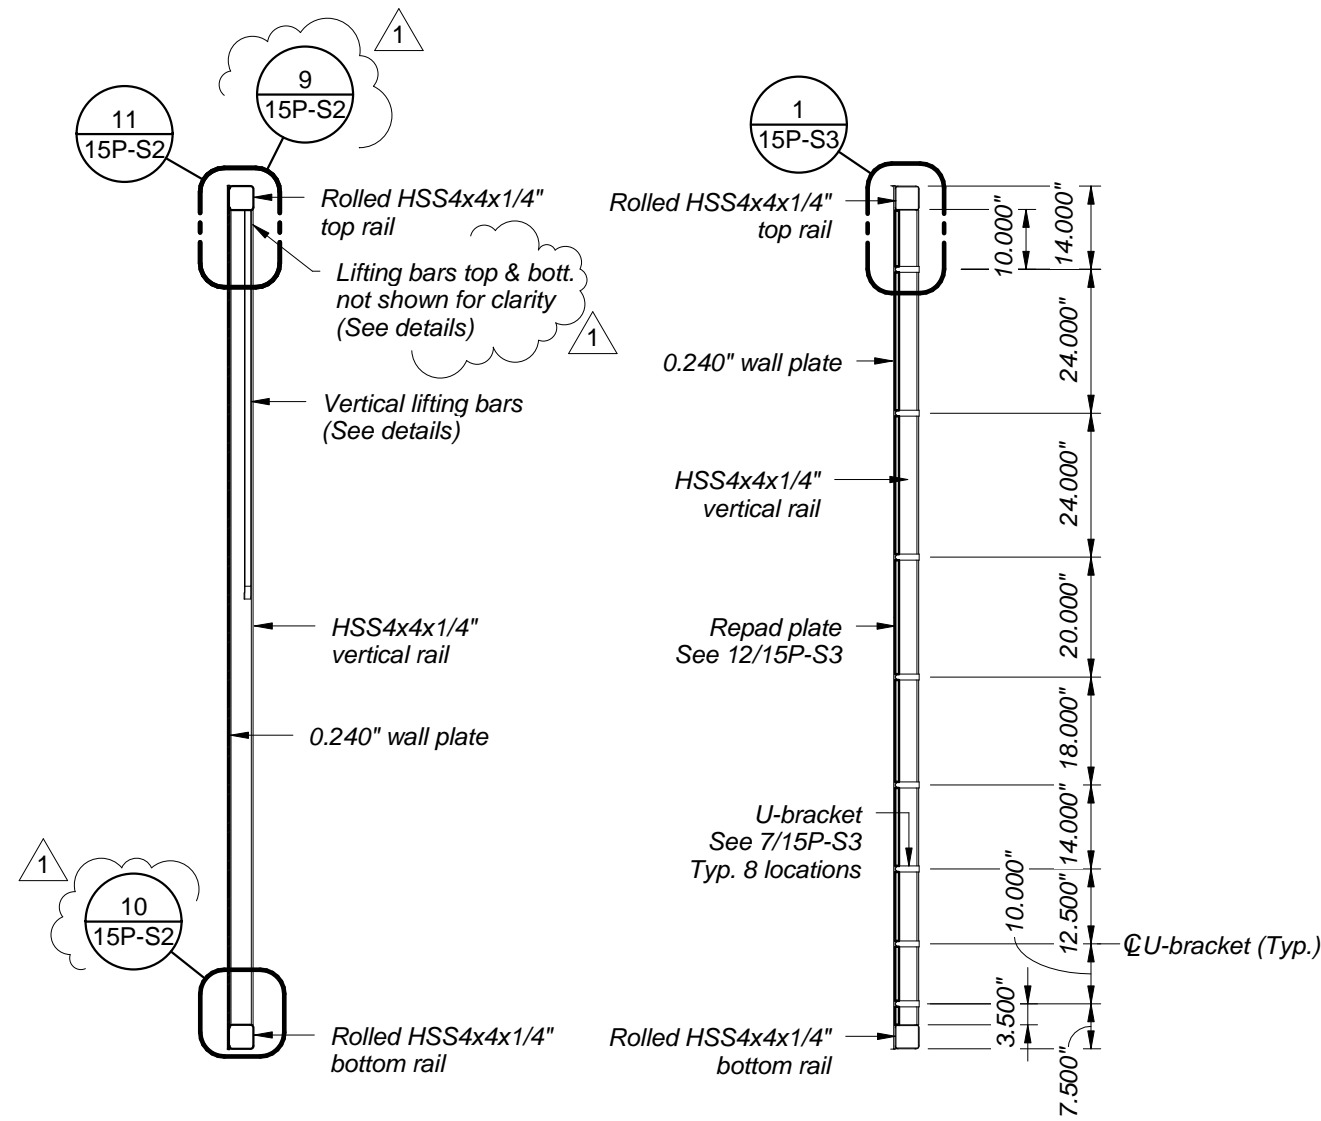 1
9
15P-S2
11
15P-S2
Rolled HSS4x4x1/4"
top rail
Lifting bars top & bott.
not shown for clarity
(See details)
1
Vertical lifting bars
(See details)
HSS4x4x1/4"
vertical rail
0.240" wall plate
1
10
15P-S2
Rolled HSS4x4x1/4"
bottom rail
1
15P-S3
Rolled HSS4x4x1/4"
top rail
0.240" wall plate
HSS4x4x1/4"
vertical rail
Repad plate
See 12/15P-S3
U-bracket
See 7/15P-S3
Typ. 8 locations
Rolled HSS4x4x1/4"
bottom rail
10.000"
14.000"
24.000"
24.000"
20.000"
18.000"
14.000"
12.500"
10.000"
℄ U-bracket (Typ.)
3.500"
7.500"